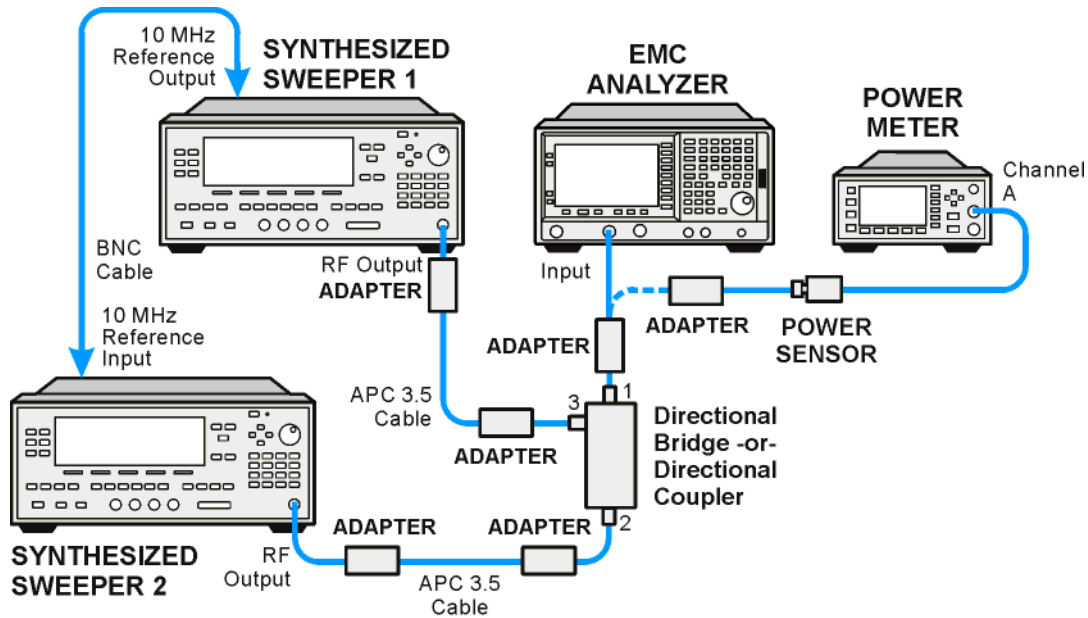 10 MHz
Reference
Output
SYNTHESIZED
SWEEPER 1
EMC
ANALYZER
POWER
METER
Channel
A
BNC
Cable
RF Output
ADAPTER
Input
10 MHz
Reference
Input
ADAPTER
ADAPTER
POWER
SENSOR
APC 3.5
Cable
3
1
ADAPTER
Directional
Bridge -or-
Directional
Coupler
2
ADAPTER
ADAPTER
SYNTHESIZED
SWEEPER 2
RF
Output
APC 3.5
Cable